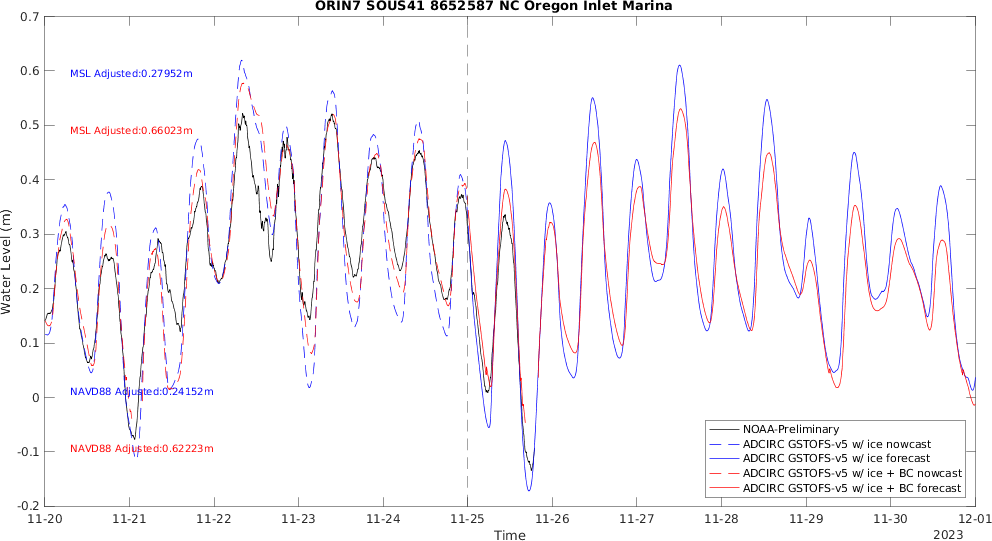 ORIN7 SOUS41 8652587 NC Oregon Inlet Marina
0.7
0.6
0.5
0.4
0.3
0.2
0.1
0
-0.1
-0.2
Water Level (m)
MSL Adjusted:0.27952m
MSL Adjusted:0.66023m
NAVD88 Adjusted:0.24152m
NAVD88 Adjusted:0.62223m
NOAA-Preliminary
ADCIRC GSTOFS-v5 w/ ice nowcast
ADCIRC GSTOFS-v5 w/ ice forecast
ADCIRC GSTOFS-v5 w/ ice + BC nowcast
ADCIRC GSTOFS-v5 w/ ice + BC forecast
11-20 11-21 11-22 11-23 11-24 11-25 11-26 11-27 11-28 11-29 11-30 12-01
Time
2023